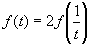 f(t) = 2f(1/t)